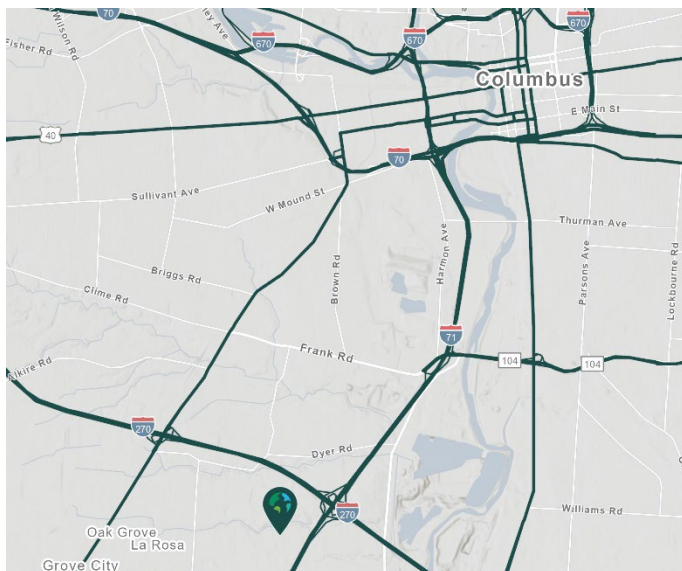 70
Fisher Rd
Wilson Rd
670
670
670
Columbus
E Main St
40
70
Sullivant Ave
W Mound St
Thurman Ave
Harmon Ave
Parsons Ave
Lockbourne Rd
Briggs Rd
Brown Rd
Clime Rd
71
Frank Rd
104
104
Alkire Rd
270
Dyer Rd
270
Williams Rd
Oak Grove
La Rosa
Grove City